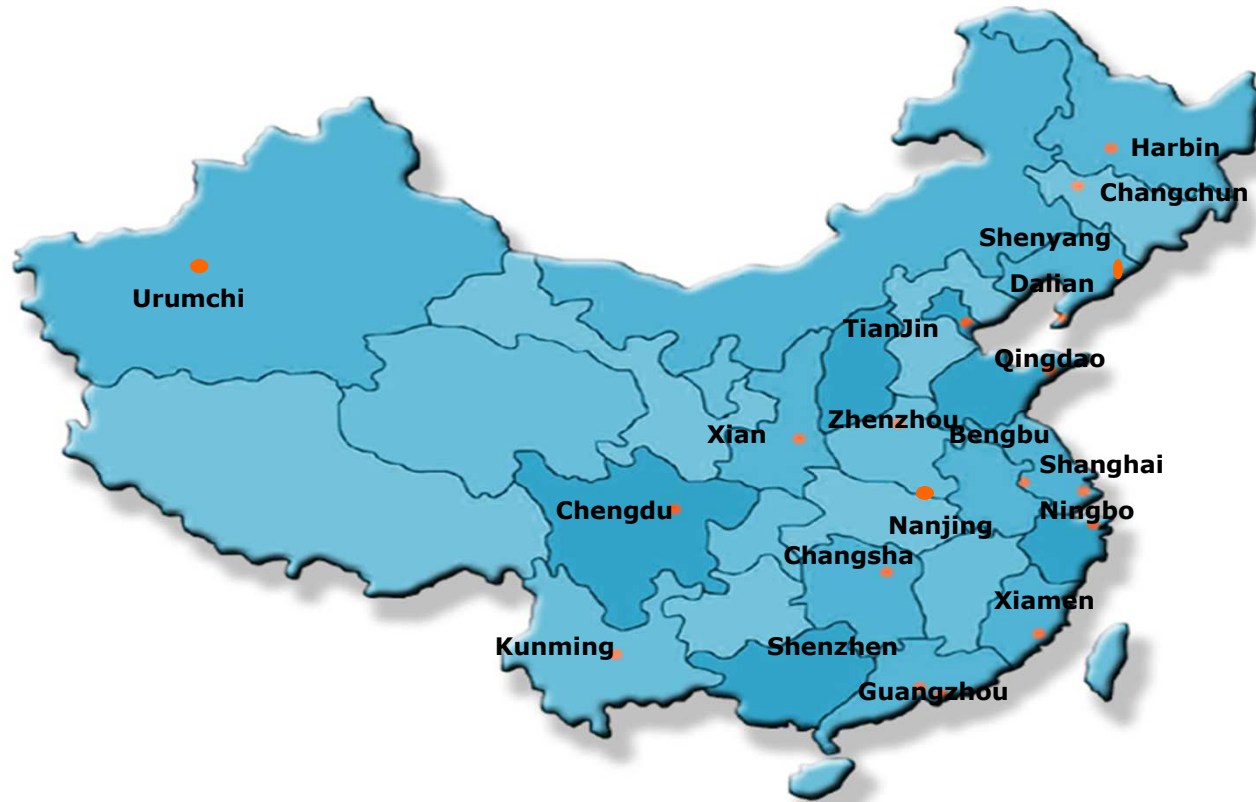 Harbin
Changchun
Shenyang
Dalian
Urumchi
TianJin
Qingdao
Zhenzhou
Xian
Bengbu
Shanghai
Chengdu
Ningbo
Nanjing
Changsha
Xiamen
Kunming
Shenzhen
Guangzhou